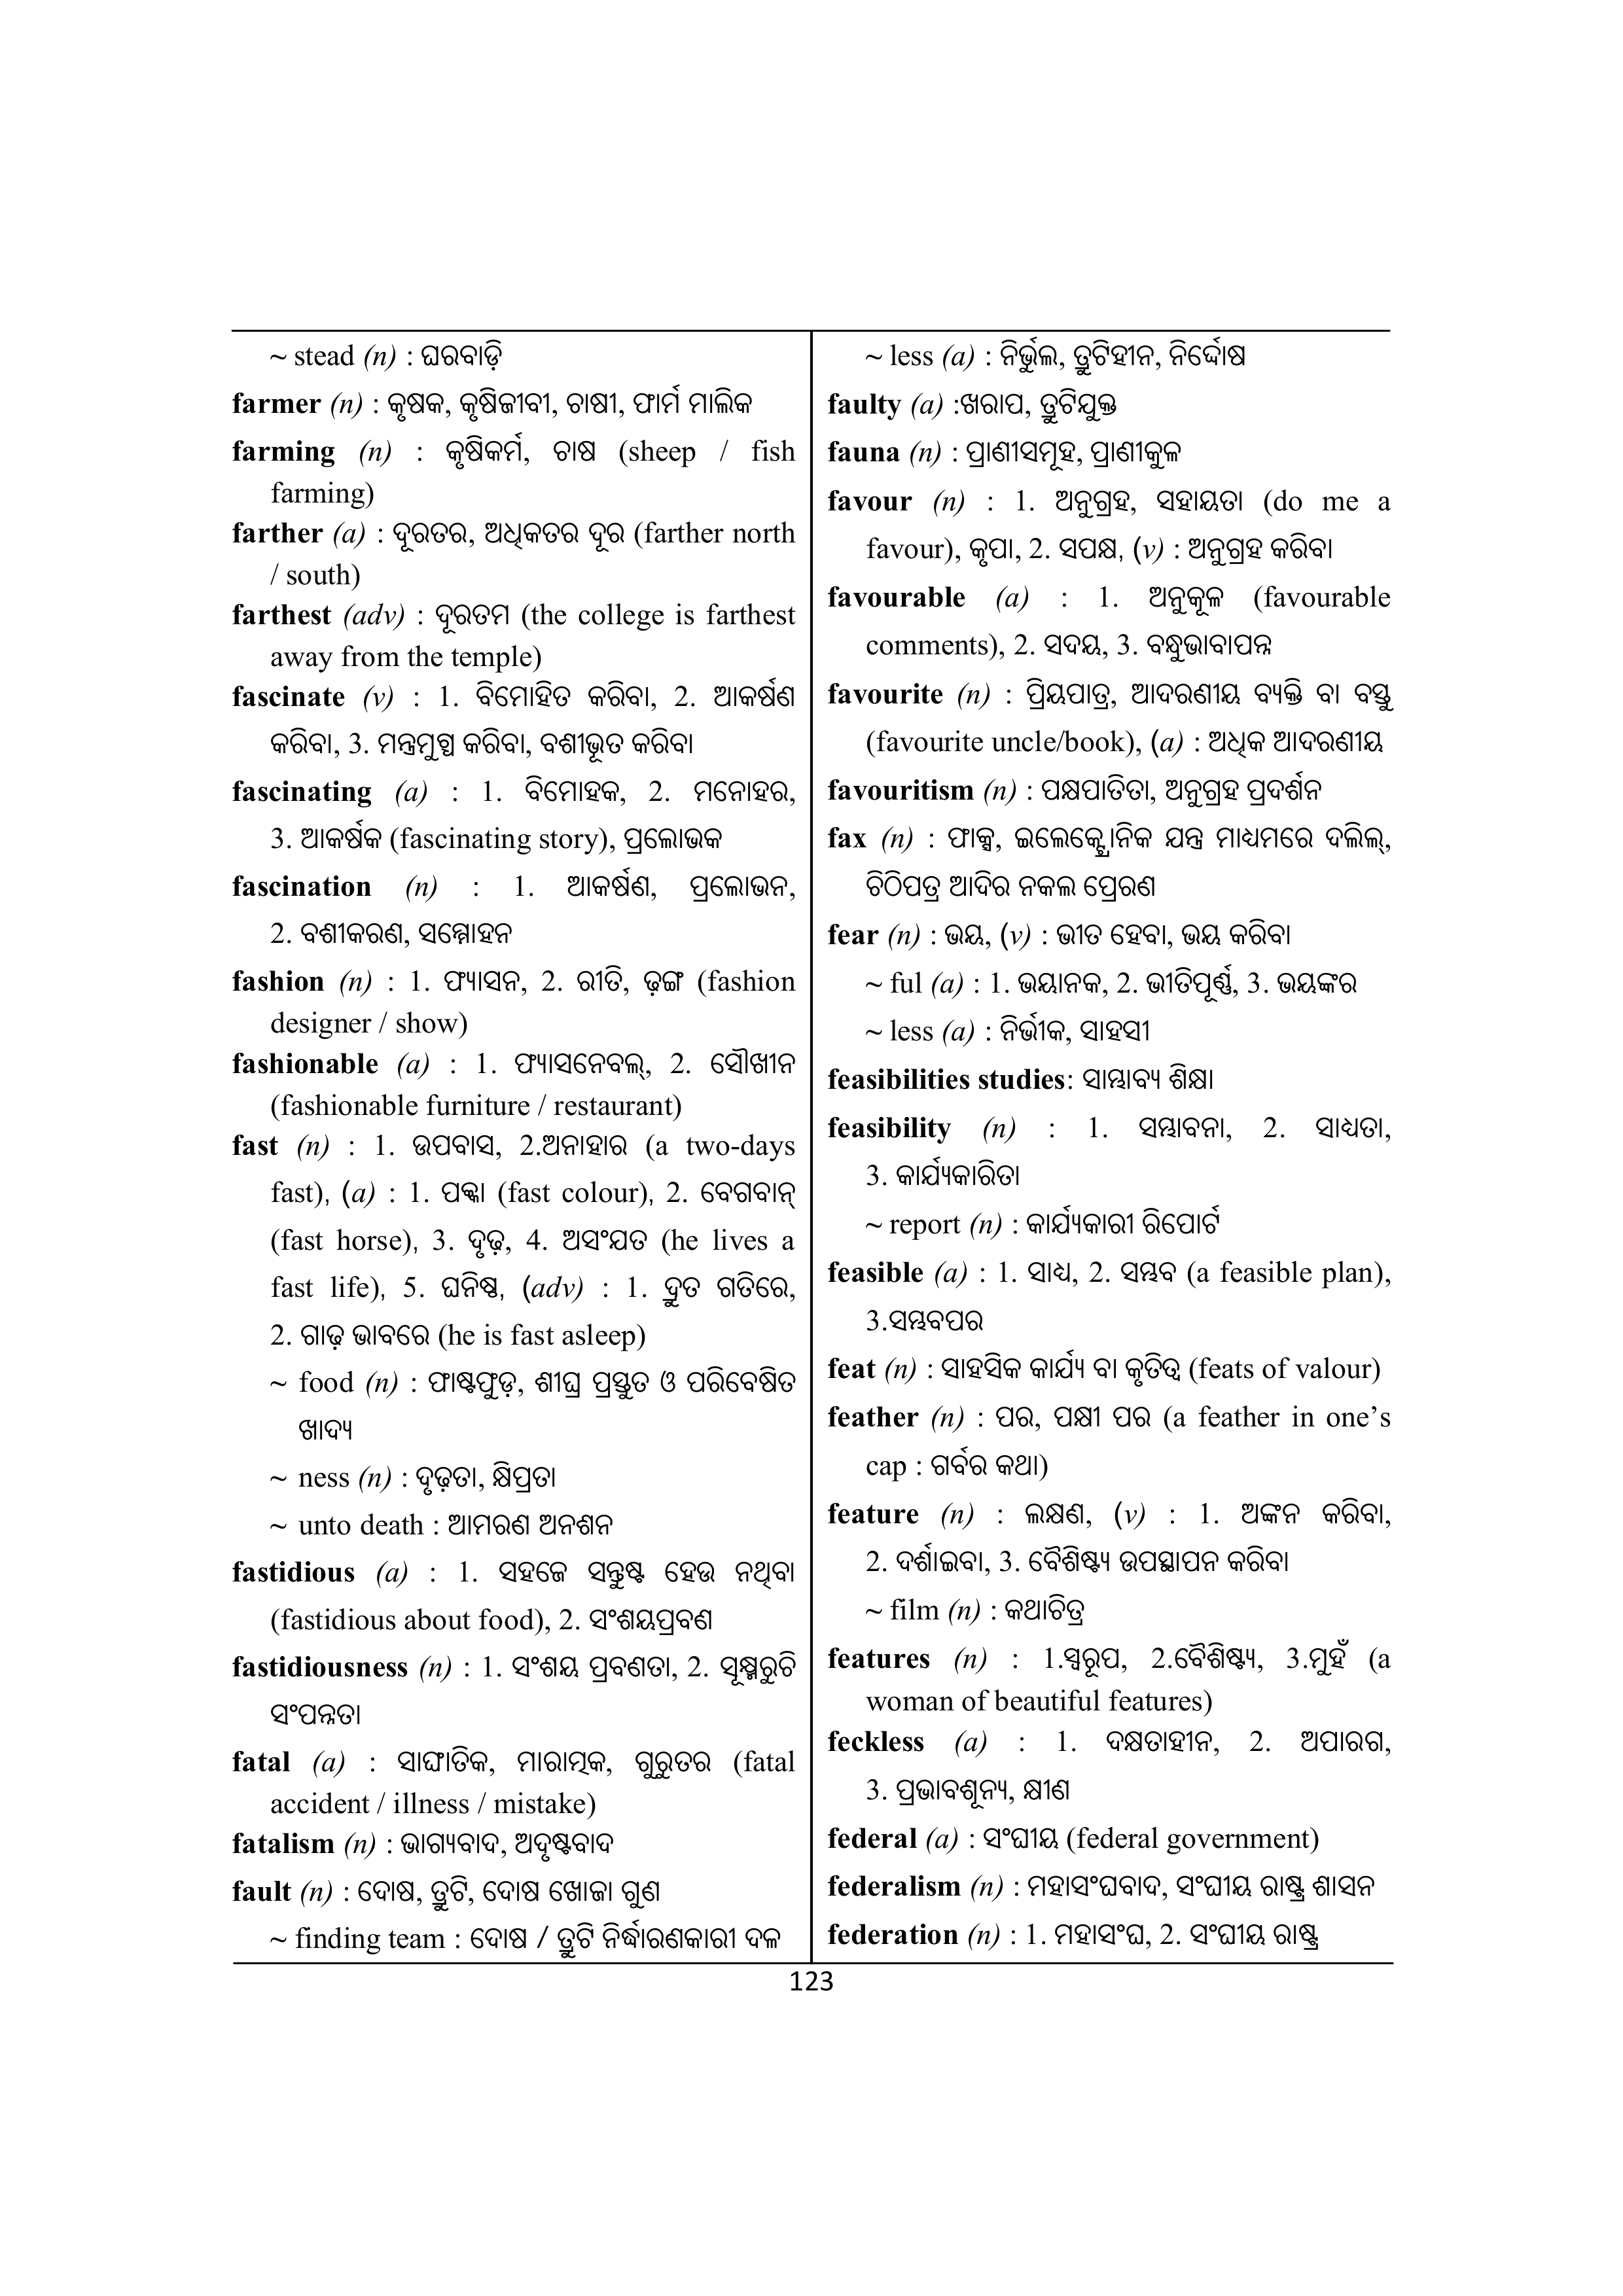 ~ stead (n) : ଘରବାଡ଼ି
farmer (n) : କୃଷକ, କୃଷିଜୀବୀ, ଚାଷୀ, ଫାର୍ମ ମାଲିକ
farming (n) : କୃଷିକର୍ମ, ଚାଷ (sheep / fish
farming)
farther (a) : ଦୂରତର, ଅଧିକତର ଦୂର (farther north
/ south)
farthest (adv) : ଦୂରତମ (the college is farthest
away from the temple)
fascinate (v) : 1. ବିମୋହିତ କରିବା, 2. ଆକର୍ଷଣ
କରିବା, 3. ମନ୍ତ୍ରମୁଗ୍ଧ କରିବା, ବଶୀଭୂତ କରିବା
fascinating (a) : 1. ବିମୋହକ, 2. ମନୋହର,
3. ଆକର୍ଷକ (fascinating story), ପ୍ରଲୋଭକ
fascination (n) : 1. ଆକର୍ଷଣ, ପ୍ରଲୋଭନ,
2. ବଶୀକରଣ, ସମ୍ମୋହନ
fashion (n) : 1. ଫ୍ୟାସନ, 2. ରୀତି, ଢ଼ଙ୍ଗ (fashion
designer / show)
fashionable (a) : 1. ଫ୍ୟାସନେବଲ୍, 2. ସୌଖୀନ
(fashionable furniture / restaurant)
fast (n) : 1. ଉପବାସ, 2.ଅନାହାର (a two-days
fast), (a) : 1. ପକ୍କା (fast colour), 2. ବେଗବାନ୍
(fast horse), 3. ଦୃଢ଼, 4. ଅସଂଯତ (he lives a
fast life), 5. ଘନିଷ୍ଠ, (adv) : 1. ଦ୍ରୁତ ଗତିରେ,
2. ଗାଢ଼ ଭାବରେ (he is fast asleep)
~ food (n) : ଫାଷ୍ଟଫୁଡ଼, ଶୀଘ୍ର ପ୍ରସ୍ତୁତ ଓ ପରିବେଷିତ
ଖାଦ୍ୟ
~ ness (n) : ଦୃଢ଼ତା, କ୍ଷିପ୍ରତା
~ unto death : ଆମରଣ ଅନଶନ
fastidious (a) : 1. ସହଜେ ସନ୍ତୁଷ୍ଟ ହେଉ ନଥିବା
(fastidious about food), 2. ସଂଶୟପ୍ରବଣ
fastidiousness (n) : 1. ସଂଶୟ ପ୍ରବଣତା, 2. ସୂକ୍ଷ୍ମରୁଚି
ସଂପନ୍ନତା
fatal (a) : ସାଙ୍ଘାତିକ, ମାରାତ୍ମକ, ଗୁରୁତର (fatal
accident / illness / mistake)
fatalism (n) : ଭାଗ୍ୟବାଦ, ଅଦୃଷ୍ଟବାଦ
fault (n) : ଦୋଷ, ତ୍ରୁଟି, ଦୋଷ ଖୋଜା ଗୁଣ
~ finding team : ଦୋଷ / ତ୍ରୁଟି ନିର୍ଦ୍ଧାରଣକାରୀ ଦଳ
~ less (a) : ନିର୍ଭୁଲ, ତ୍ରୁଟିହୀନ, ନିର୍ଦ୍ଦୋଷ
faulty (a) :ଖରାପ, ତ୍ରୁଟିଯୁକ୍ତ
fauna (n) : ପ୍ରାଣୀସମୂହ, ପ୍ରାଣୀକୁଳ
favour (n) : 1. ଅନୁଗ୍ରହ, ସହାୟତା (do me a
favour), କୃପା, 2. ସପକ୍ଷ, (v) : ଅନୁଗ୍ରହ କରିବା
favourable (a) : 1. ଅନୁକୂଳ (favourable
comments), 2. ସଦୟ, 3. ବନ୍ଧୁଭାବାପନ୍ନ
favourite (n) : ପ୍ରିୟପାତ୍ର, ଆଦରଣୀୟ ବ୍ୟକ୍ତି ବା ବସ୍ତୁ
(favourite uncle/book), (a) : ଅଧିକ ଆଦରଣୀୟ
favouritism (n) : ପକ୍ଷପାତିତା, ଅନୁଗ୍ରହ ପ୍ରଦର୍ଶନ
fax (n) : ଫାକ୍ସ, ଇଲେକ୍ଟ୍ରୋନିକ ଯନ୍ତ୍ର ମାଧ୍ୟମରେ ଦଲିଲ୍,
ଚିଠିପତ୍ର ଆଦିର ନକଲ ପ୍ରେରଣ
fear (n) : ଭୟ, (v) : ଭୀତ ହେବା, ଭୟ କରିବା
~ ful (a) : 1. ଭୟାନକ, 2. ଭୀତିପୂର୍ଣ୍ଣ, 3. ଭୟଙ୍କର
~ less (a) : ନିର୍ଭୀକ, ସାହସୀ
feasibilities studies: ସାମ୍ଭାବ୍ୟ ଶିକ୍ଷା
feasibility (n) : 1. ସମ୍ଭାବନା, 2. ସାଧ୍ୟତା,
3. କାର୍ଯ୍ୟକାରିତା
~ report (n) : କାର୍ଯ୍ୟକାରୀ ରିପୋର୍ଟ
feasible (a) : 1. ସାଧ୍ୟ, 2. ସମ୍ଭବ (a feasible plan),
3.ସମ୍ଭବପର
feat (n) : ସାହସିକ କାର୍ଯ୍ୟ ବା କୃତିତ୍ୱ (feats of valour)
feather (n) : ପର, ପକ୍ଷୀ ପର (a feather in one’s
cap : ଗର୍ବର କଥା)
feature (n) : ଲକ୍ଷଣ, (v) : 1. ଅଙ୍କନ କରିବା,
2. ଦର୍ଶାଇବା, 3. ବୈଶିଷ୍ଟ୍ୟ ଉପସ୍ଥାପନ କରିବା
~ film (n) : କଥାଚିତ୍ର
features (n) : 1.ସ୍ୱରୂପ, 2.ବୈଶିଷ୍ଟ୍ୟ, 3.ମୁହଁ (a
woman of beautiful features)
feckless (a) : 1. ଦକ୍ଷତାହୀନ, 2. ଅପାରଗ,
3. ପ୍ରଭାବଶୂନ୍ୟ, କ୍ଷୀଣ
federal (a) : ସଂଘୀୟ (federal government)
federalism (n) : ମହାସଂଘବାଦ, ସଂଘୀୟ ରାଷ୍ଟ୍ର ଶାସନ
federation (n) : 1. ମହାସଂଘ, 2. ସଂଘୀୟ ରାଷ୍ଟ୍ର
123